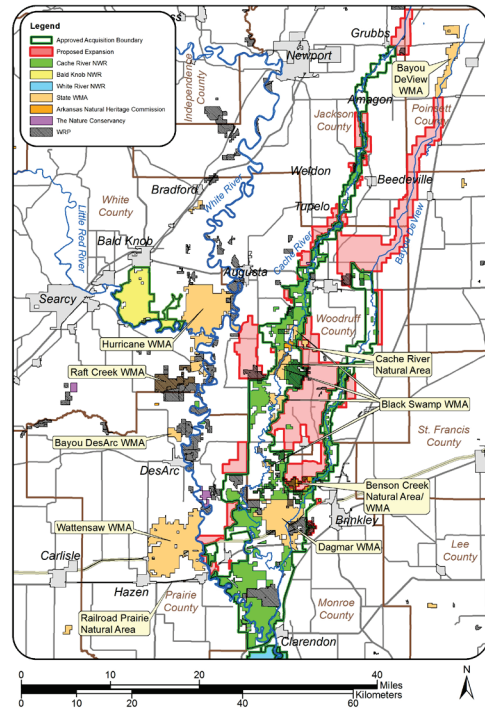 Legend
Approved Acquisition Boundary
Proposed Expansion
Cache River NWR
Bald Knob NWR
White River NWR
State WMA
Arkansas Natural Heritage Commission
The Nature Conservancy
WRP
Grubbs
Newport
Independence
County
Bayou
DeView
WMA
Amagon
Jackson
County
Poinsett
County
Weldon
Beedeville
Bradford
White River
White
County
Tupelo
Little Red River
Bald Knob
Cache River
Bayou DeView
Augusta
Searcy
Woodruff
County
Hurricane WMA
Cache River
Natural Area
Raft Creek WMA
Black Swamp WMA
St. Francis
County
Bayou DesArc WMA
DesArc
Benson Creek
Natural Area/
WMA
Wattensaw WMA
Brinkley
Lee
County
Dagmar WMA
Carlisle
Hazen
Prairie
County
Monroe
County
Railroad Prairie
Natural Area
Clarendon
0 10 20 40
Miles
Kilometers
0 20 40 60
N